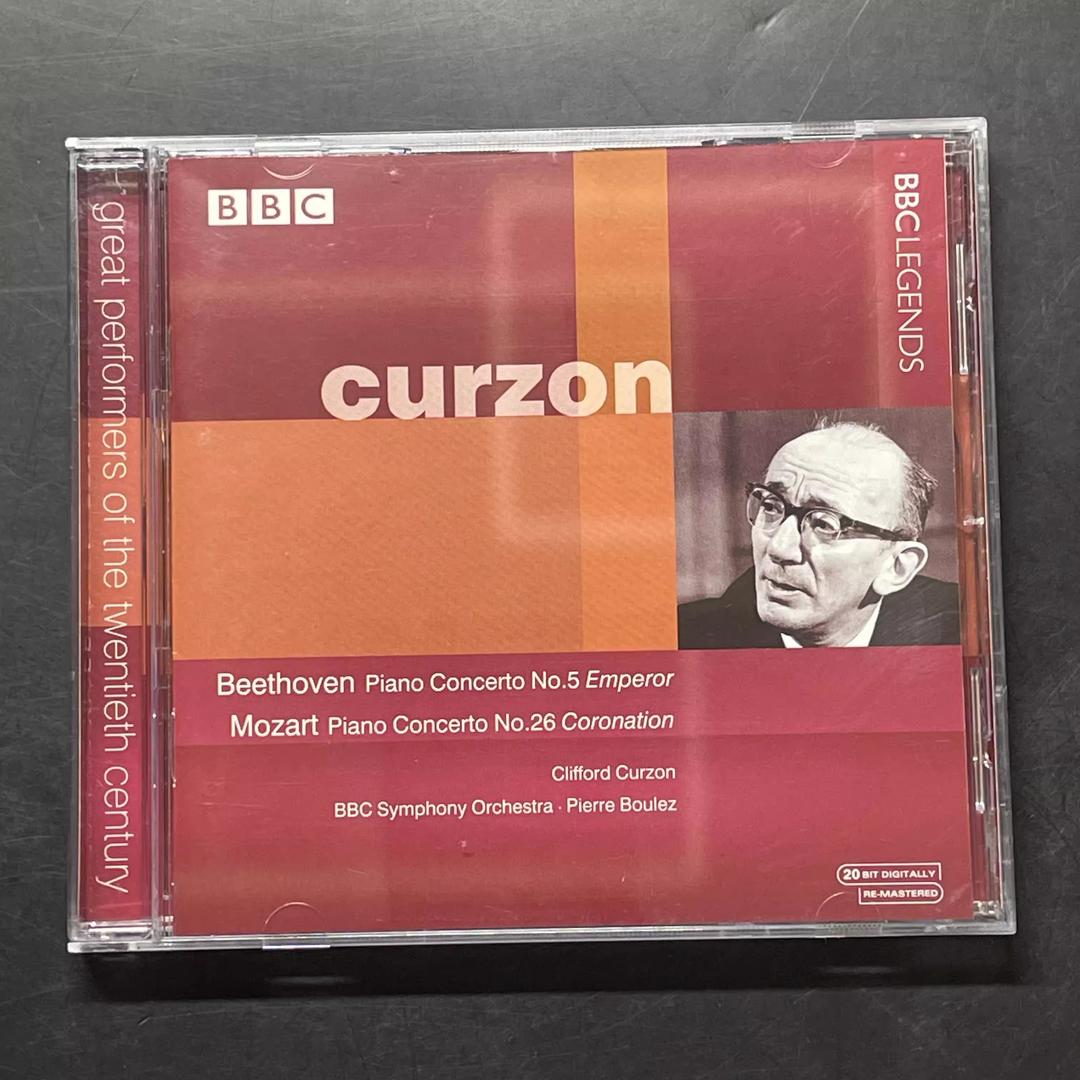 great performers of the twentieth century
BBC
BBC LEGENDS
curzon
Beethoven Piano Concerto No.5 Emperor
Mozart Piano Concerto No.26 Coronation
Clifford Curzon
BBC Symphony Orchestra · Pierre Boulez
20 BIT DIGITALLY
RE-MASTERED